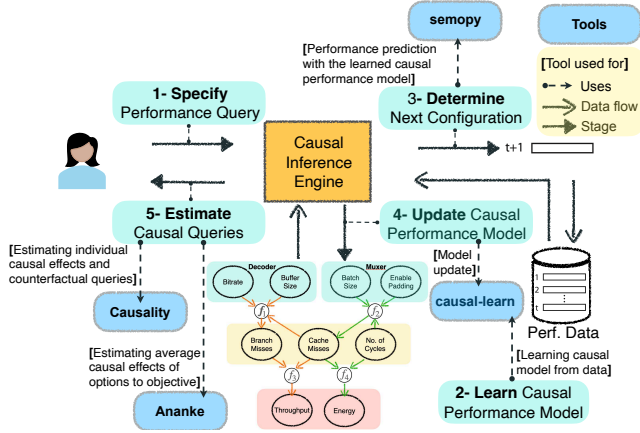 semopy
Tools
[Performance prediction
with the learned causal
performance model]
[Tool used for]
Uses
Data flow
Stage
1- Specify
Performance Query
3- Determine
Next Configuration
t+1
Causal
Inference
Engine
5- Estimate
Causal Queries
4- Update Causal
Performance Model
[Estimating individual
causal effects and
counterfactual queries]
[Model
update]
Decoder
Muxer
Bitrate
Buffer
Size
Batch
Size
Enable
Padding
1
2
⋮
t
Causality
causal-learn
f1
f2
Perf. Data
Branch
Misses
Cache
Misses
No. of
Cycles
[Estimating average
causal effects of
options to objective]
[Learning causal
model from data]
f3
f4
Ananke
Throughput
Energy
2- Learn Causal
Performance Model